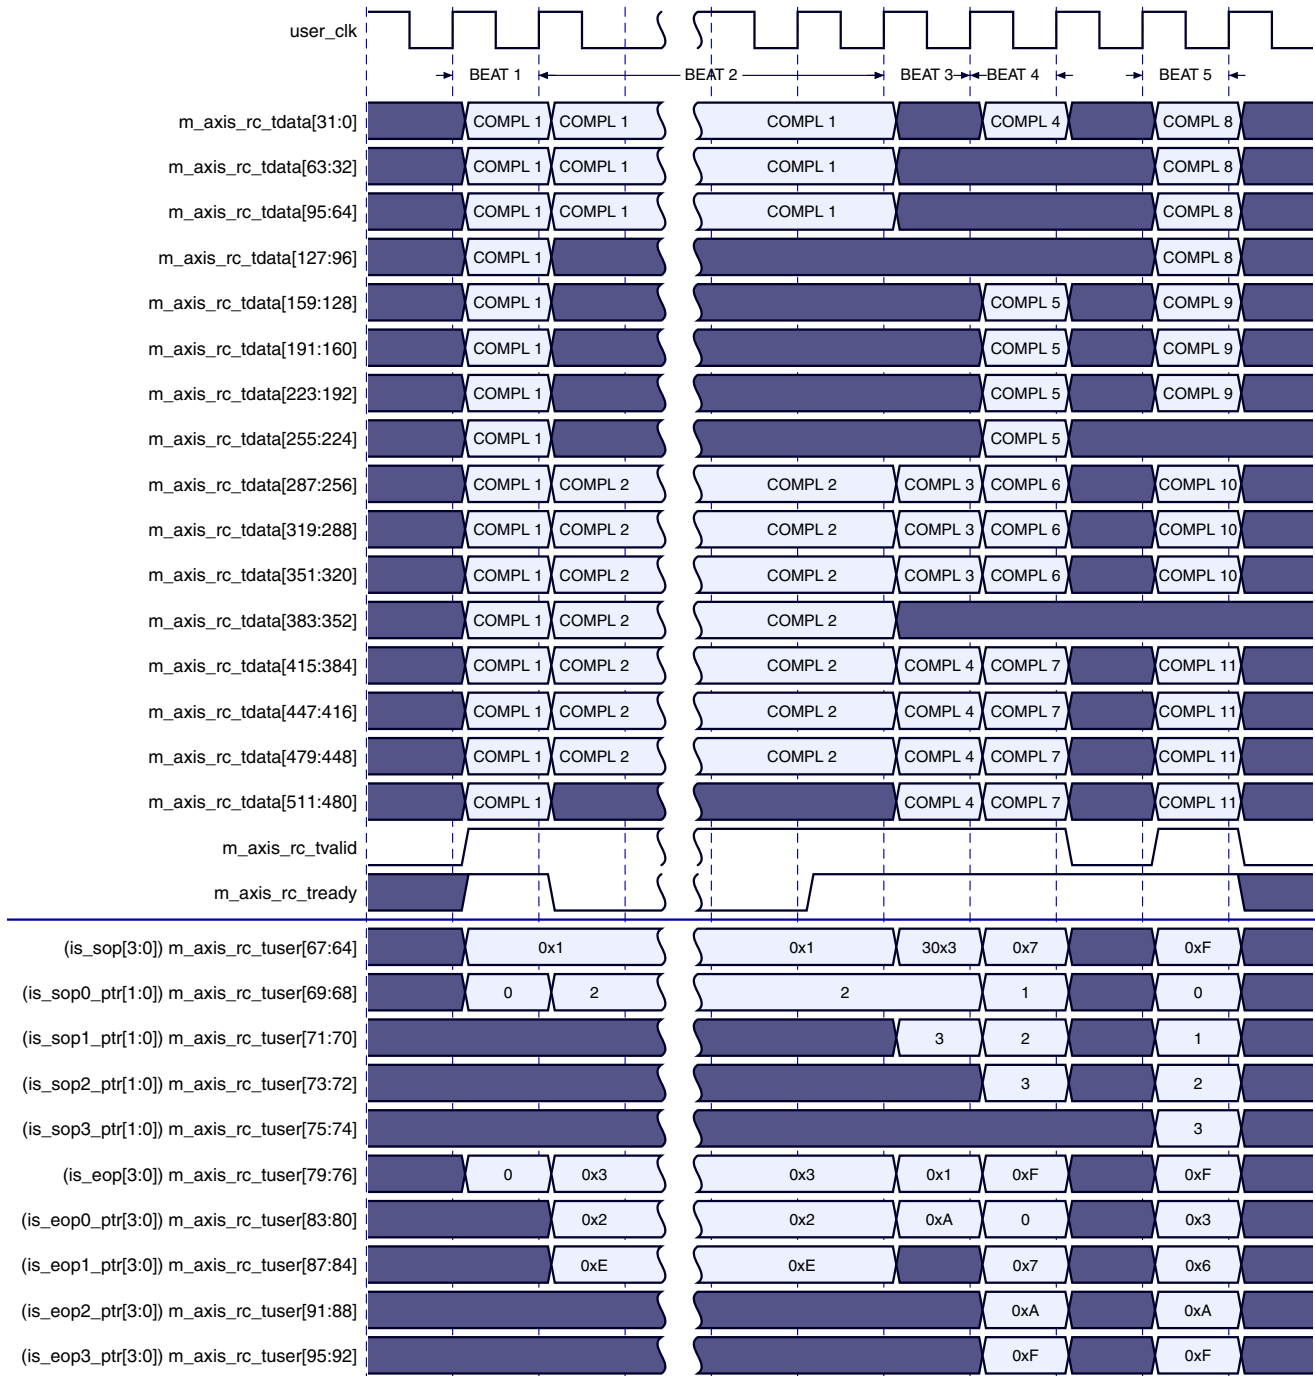 user_clk
BEAT 1 BEAT 2 BEAT 3 BEAT 4 BEAT 5
m_axis_rc_tdata[31:0] COMPL 1 COMPL 1 COMPL 1 COMPL 4 COMPL 8
m_axis_rc_tdata[63:32] COMPL 1 COMPL 1 COMPL 1 COMPL 8
m_axis_rc_tdata[95:64] COMPL 1 COMPL 1 COMPL 1 COMPL 8
m_axis_rc_tdata[127:96] COMPL 1 COMPL 8
m_axis_rc_tdata[159:128] COMPL 1 COMPL 5 COMPL 9
m_axis_rc_tdata[191:160] COMPL 1 COMPL 5 COMPL 9
m_axis_rc_tdata[223:192] COMPL 1 COMPL 5 COMPL 9
m_axis_rc_tdata[255:224] COMPL 1 COMPL 5
m_axis_rc_tdata[287:256] COMPL 1 COMPL 2 COMPL 2 COMPL 3 COMPL 6 COMPL 10
m_axis_rc_tdata[319:288] COMPL 1 COMPL 2 COMPL 2 COMPL 3 COMPL 6 COMPL 10
m_axis_rc_tdata[351:320] COMPL 1 COMPL 2 COMPL 2 COMPL 3 COMPL 6 COMPL 10
m_axis_rc_tdata[383:352] COMPL 1 COMPL 2 COMPL 2
m_axis_rc_tdata[415:384] COMPL 1 COMPL 2 COMPL 2 COMPL 4 COMPL 7 COMPL 11
m_axis_rc_tdata[447:416] COMPL 1 COMPL 2 COMPL 2 COMPL 4 COMPL 7 COMPL 11
m_axis_rc_tdata[479:448] COMPL 1 COMPL 2 COMPL 2 COMPL 4 COMPL 7 COMPL 11
m_axis_rc_tdata[511:480] COMPL 1 COMPL 4 COMPL 7 COMPL 11
m_axis_rc_tvalid
m_axis_rc_tready
(is_sop[3:0]) m_axis_rc_tuser[67:64] 0x1 0x1 30x3 0x7 0xF
(is_sop0_ptr[1:0]) m_axis_rc_tuser[69:68] 0 2 2 1 0
(is_sop1_ptr[1:0]) m_axis_rc_tuser[71:70] 3 2 1
(is_sop2_ptr[1:0]) m_axis_rc_tuser[73:72] 3 2
(is_sop3_ptr[1:0]) m_axis_rc_tuser[75:74] 3
(is_eop[3:0]) m_axis_rc_tuser[79:76] 0 0x3 0x3 0x1 0xF 0xF
(is_eop0_ptr[3:0]) m_axis_rc_tuser[83:80] 0x2 0x2 0xA 0 0x3
(is_eop1_ptr[3:0]) m_axis_rc_tuser[87:84] 0xE 0xE 0x7 0x6
(is_eop2_ptr[3:0]) m_axis_rc_tuser[91:88] 0xA 0xA
(is_eop3_ptr[3:0]) m_axis_rc_tuser[95:92] 0xF 0xF